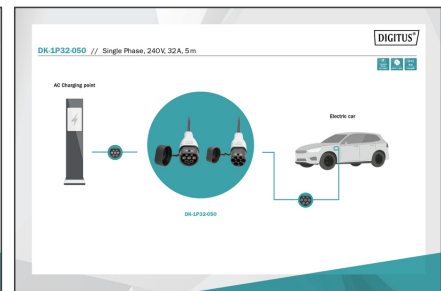 DIGITUS®
DK-1P32-050 // Single Phase, 240V, 32A, 5m
AC Charging point
Electric car
DK-1P32-050